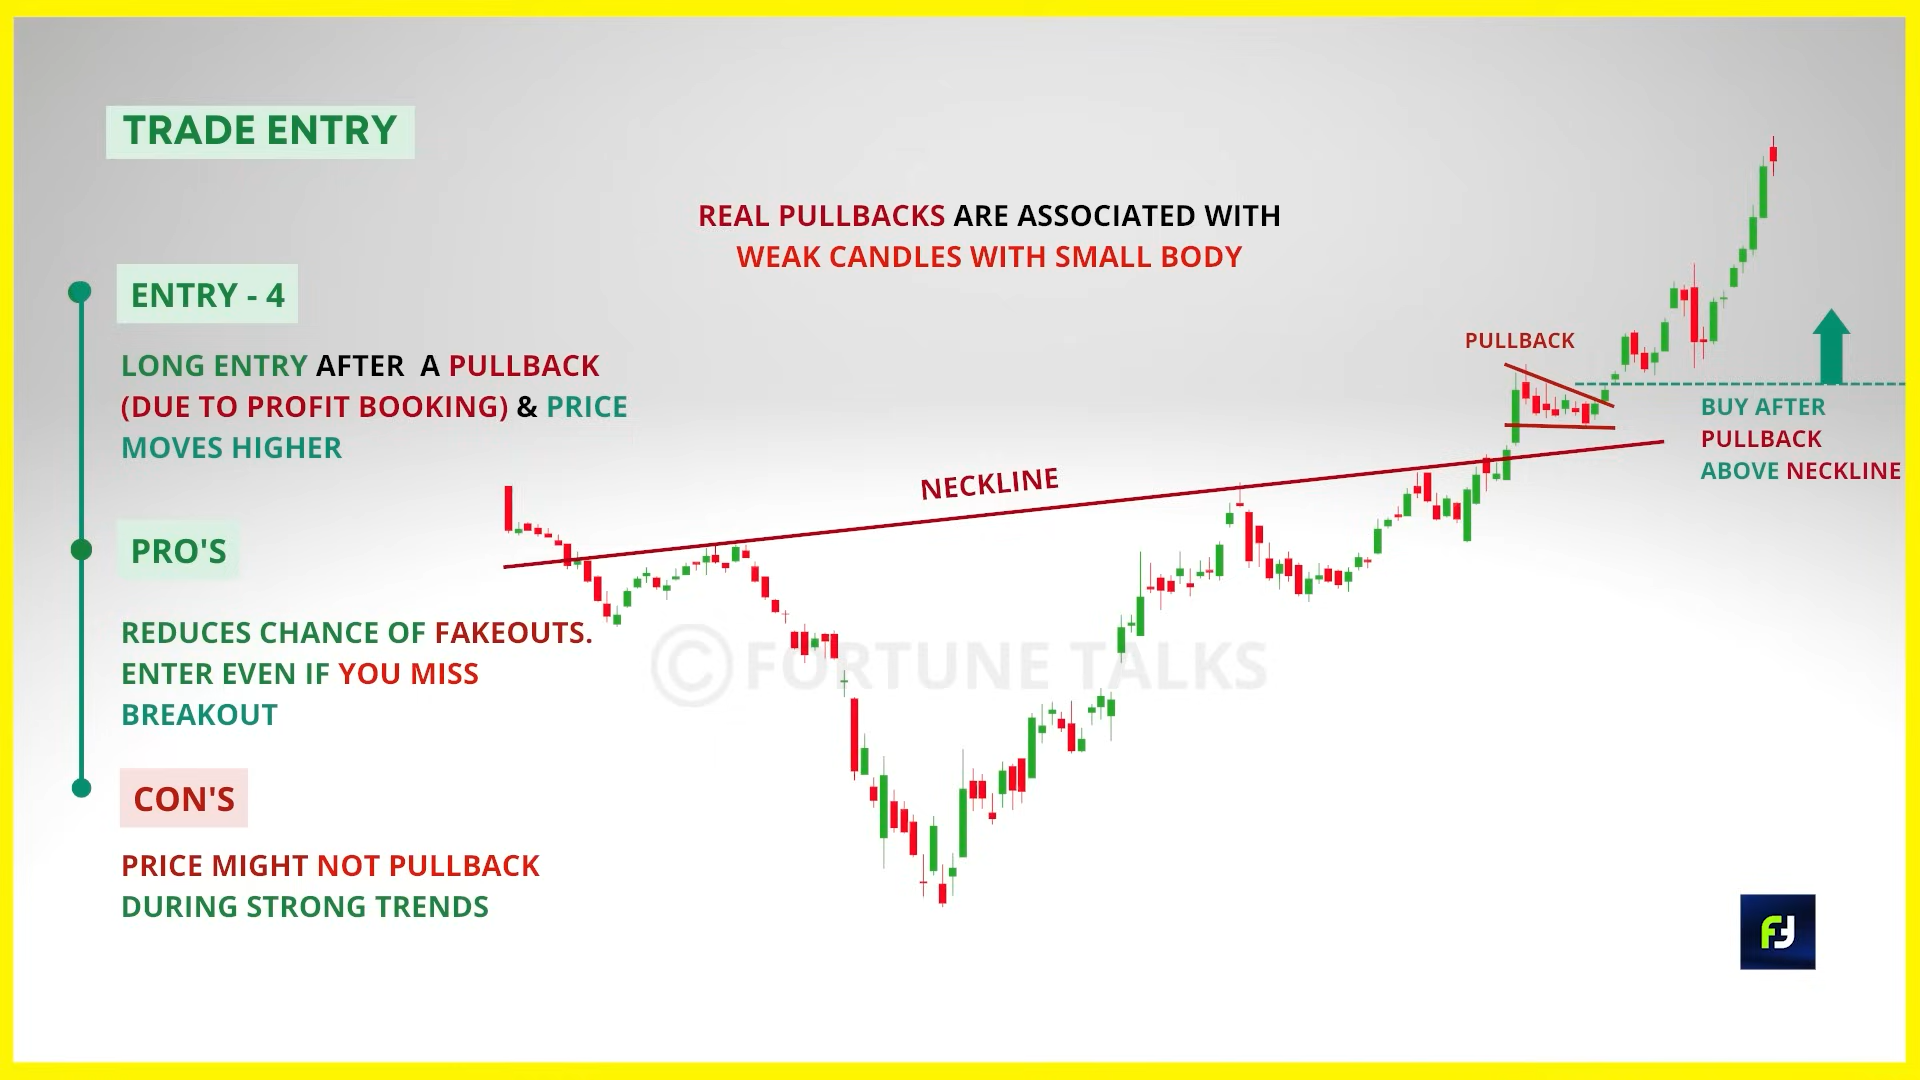 TRADE ENTRY
REAL PULLBACKS ARE ASSOCIATED WITH
WEAK CANDLES WITH SMALL BODY
ENTRY - 4
LONG ENTRY AFTER A PULLBACK
(DUE TO PROFIT BOOKING) & PRICE
MOVES HIGHER
PULLBACK
BUY AFTER
PULLBACK
ABOVE NECKLINE
NECKLINE
PRO'S
REDUCES CHANCE OF FAKEOUTS.
ENTER EVEN IF YOU MISS
BREAKOUT
© FORTUNE TALKS
CON'S
PRICE MIGHT NOT PULLBACK
DURING STRONG TRENDS